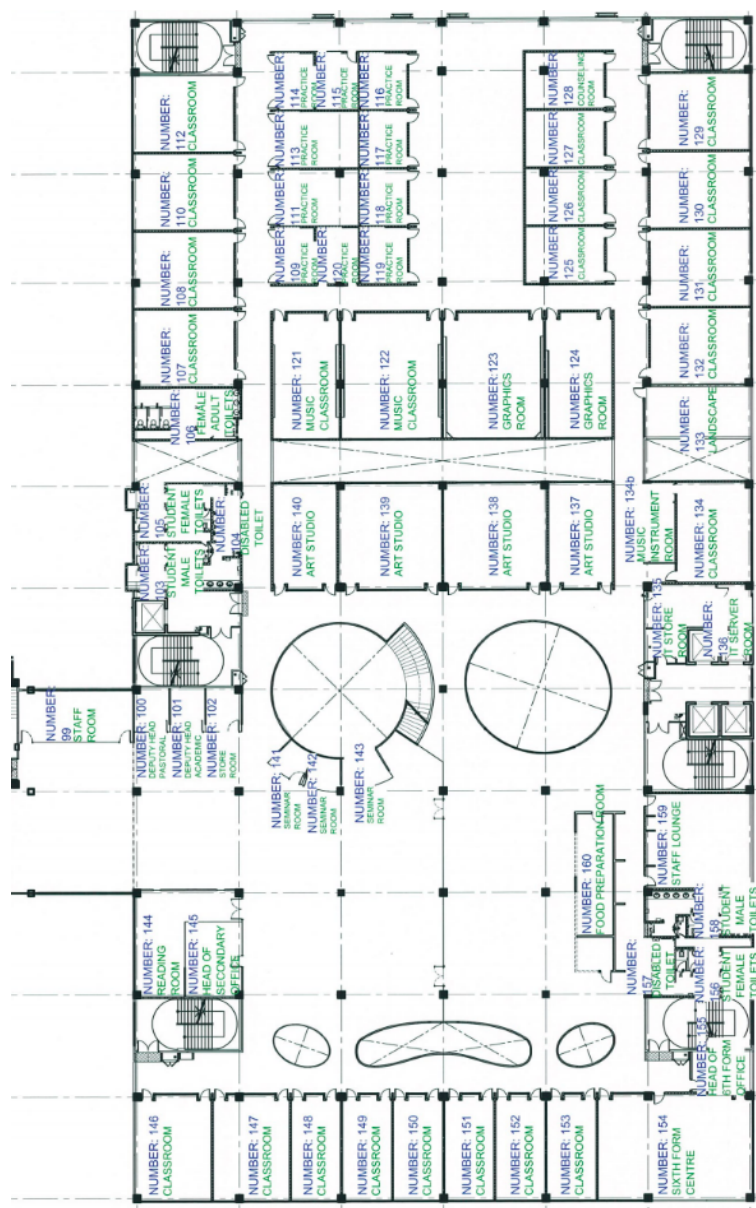 NUMBER:
112
CLASSROOM
NUMBER:
110
CLASSROOM
NUMBER:
108
CLASSROOM
NUMBER:
107
CLASSROOM
NUMBER:
106
FEMALE
ADULT
TOILETS
NUMBER:
105
STUDENT
FEMALE
TOILETS
NUMBER:
104
DISABLED
TOILET
NUMBER:
103
STUDENT
MALE
TOILETS
NUMBER:
99
STAFF
ROOM
NUMBER: 100
DEPUTY HEAD
PASTORAL
NUMBER: 101
DEPUTY HEAD
ACADEMIC
NUMBER: 102
STORE
ROOM
NUMBER: 144
READING
ROOM
NUMBER: 145
HEAD OF
SECONDARY
OFFICE
NUMBER: 146
CLASSROOM
NUMBER: 147
CLASSROOM
NUMBER: 148
CLASSROOM
NUMBER: 149
CLASSROOM
NUMBER: 150
CLASSROOM
NUMBER: 151
CLASSROOM
NUMBER: 152
CLASSROOM
NUMBER: 153
CLASSROOM
NUMBER: 154
SIXTH FORM
CENTRE
NUMBER:
114
PRACTICE
ROOM
NUMBER:
115
PRACTICE
ROOM
NUMBER:
116
PRACTICE
ROOM
NUMBER:
113
PRACTICE
ROOM
NUMBER:
117
PRACTICE
ROOM
NUMBER:
111
PRACTICE
ROOM
NUMBER:
118
PRACTICE
ROOM
NUMBER:
109
PRACTICE
ROOM
NUMBER:
120
PRACTICE
ROOM
NUMBER:
119
PRACTICE
ROOM
NUMBER: 121
MUSIC
CLASSROOM
NUMBER: 122
MUSIC
CLASSROOM
NUMBER:123
GRAPHICS
ROOM
NUMBER: 124
GRAPHICS
ROOM
NUMBER:
128
COUNSELING
ROOM
NUMBER:
127
CLASSROOM
NUMBER:
126
CLASSROOM
NUMBER:
125
CLASSROOM
NUMBER:
129
CLASSROOM
NUMBER:
130
CLASSROOM
NUMBER:
131
CLASSROOM
NUMBER:
132
CLASSROOM
NUMBER:
133
LANDSCAPE
NUMBER: 140
ART STUDIO
NUMBER: 139
ART STUDIO
NUMBER: 138
ART STUDIO
NUMBER: 137
ART STUDIO
NUMBER: 134b
MUSIC
INSTRUMENT
ROOM
NUMBER: 134
CLASSROOM
NUMBER: 135
IT STORE
ROOM
NUMBER:
136
IT SERVER
ROOM
NUMBER: 141
SEMINAR
ROOM
NUMBER: 142
SEMINAR
ROOM
NUMBER: 143
SEMINAR
ROOM
NUMBER: 160
FOOD PREPARATION ROOM
NUMBER: 159
STAFF LOUNGE
NUMBER:
158
STUDENT
MALE
TOILETS
NUMBER:
157
DISABLED
TOILET
NUMBER:
156
STUDENT
FEMALE
TOILETS
NUMBER: 155
HEAD OF
6TH FORM
OFFICE